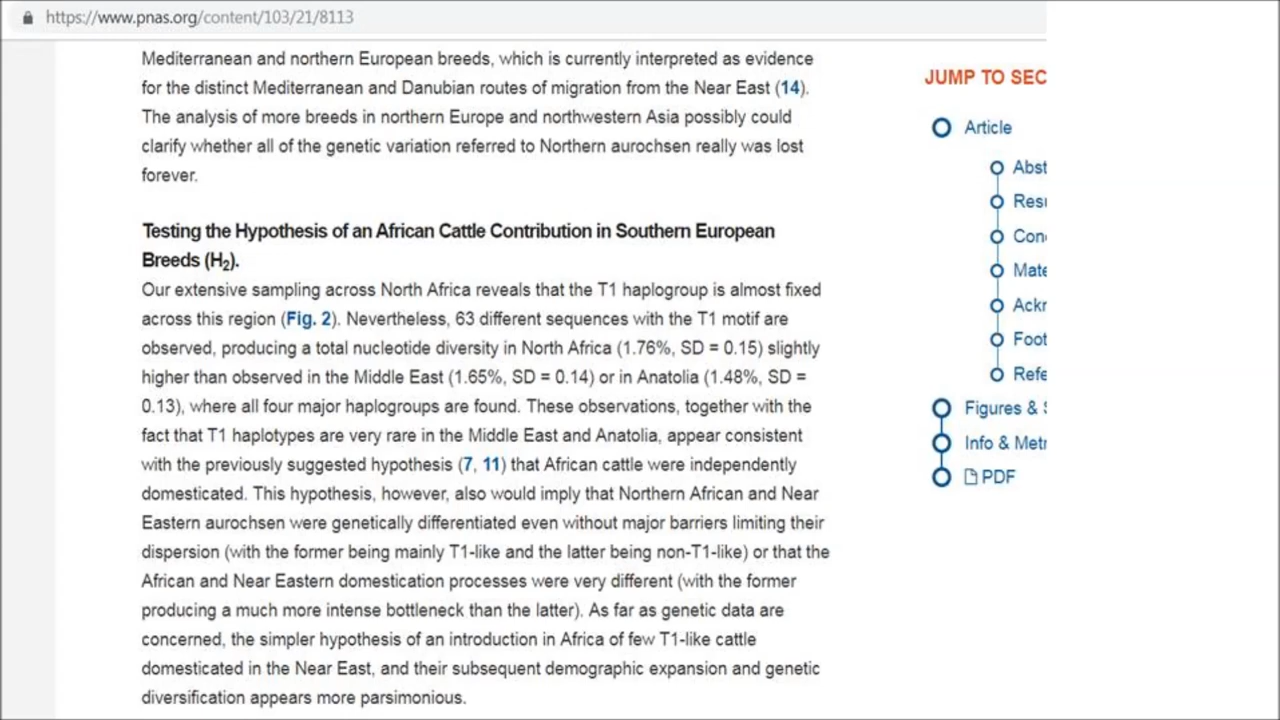 https://www.pnas.org/content/103/21/8113
Mediterranean and northern European breeds, which is currently interpreted as evidence
for the distinct Mediterranean and Danubian routes of migration from the Near East (14).
The analysis of more breeds in northern Europe and northwestern Asia possibly could
clarify whether all of the genetic variation referred to Northern aurochsen really was lost
forever.
Testing the Hypothesis of an African Cattle Contribution in Southern European
Breeds (H2).
Our extensive sampling across North Africa reveals that the T1 haplogroup is almost fixed
across this region (Fig. 2). Nevertheless, 63 different sequences with the T1 motif are
observed, producing a total nucleotide diversity in North Africa (1.76%, SD = 0.15) slightly
higher than observed in the Middle East (1.65%, SD = 0.14) or in Anatolia (1.48%, SD =
0.13), where all four major haplogroups are found. These observations, together with the
fact that T1 haplotypes are very rare in the Middle East and Anatolia, appear consistent
with the previously suggested hypothesis (7, 11) that African cattle were independently
domesticated. This hypothesis, however, also would imply that Northern African and Near
Eastern aurochsen were genetically differentiated even without major barriers limiting their
dispersion (with the former being mainly T1-like and the latter being non-T1-like) or that the
African and Near Eastern domestication processes were very different (with the former
producing a much more intense bottleneck than the latter). As far as genetic data are
concerned, the simpler hypothesis of an introduction in Africa of few T1-like cattle
domesticated in the Near East, and their subsequent demographic expansion and genetic
diversification appears more parsimonious.
JUMP TO SEC
Article
Abst
Resu
Con
Mate
Ackn
Foot
Refe
Figures & S
Info & Metr
PDF